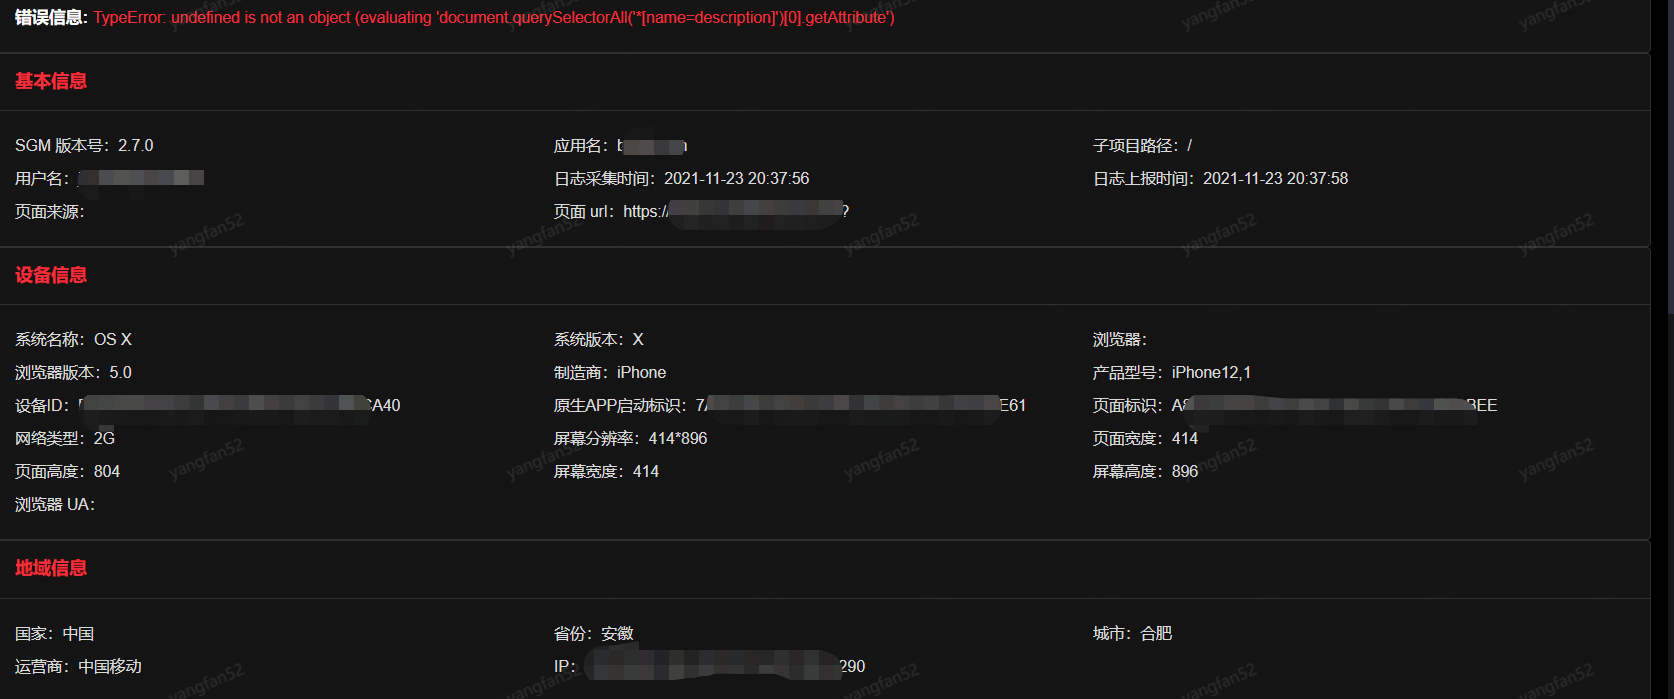 错误信息: TypeError: undefined is not an object (evaluating 'document.querySelectorAll('*[name=description]')[0].getAttribute')
基本信息
SGM 版本号：2.7.0 应用名： 子项目路径：/
用户名： 日志采集时间：2021-11-23 20:37:56 日志上报时间：2021-11-23 20:37:58
页面来源： 页面 url：https:// ?
设备信息
系统名称：OS X 系统版本：X 浏览器：
浏览器版本：5.0 制造商：iPhone 产品型号：iPhone12,1
设备ID： A40 原生APP启动标识：7 E61 页面标识：A BEE
网络类型：2G 屏幕分辨率：414*896 页面宽度：414
页面高度：804 屏幕宽度：414 屏幕高度：896
浏览器 UA：
地域信息
国家：中国 省份：安徽 城市：合肥
运营商：中国移动 IP： 290
yangfan52